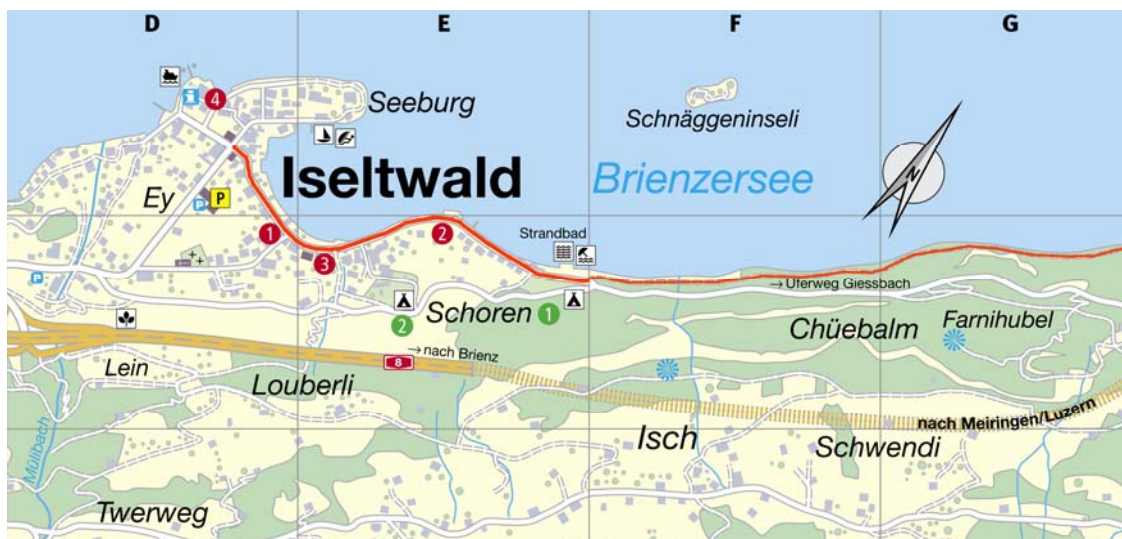 D E F G
4
Seeburg
Schnäggeninseli
N
Iseltwald
Brienzersee
Ey
P
P
1
2
3
Strandbad
P
→ Uferweg Giessbach
Schoren
1
2
Chüebalm
Farnihubel
→ nach Brienz
8
Lein
Louberli
nach Meiringen/Luzern
Isch
Schwendi
Müllbach
Twerweg